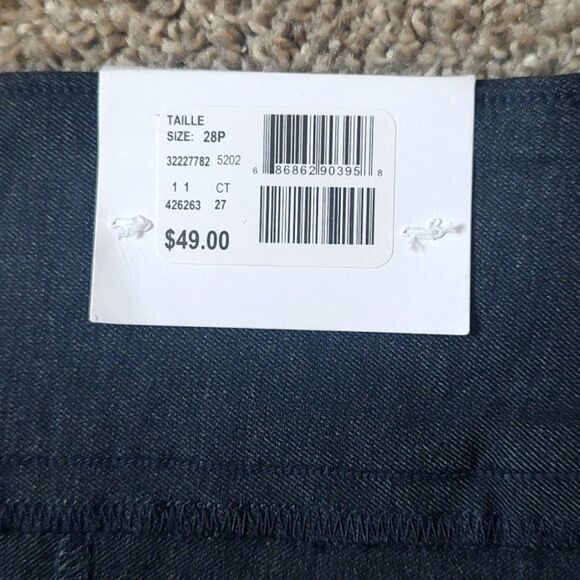 TAILLE
SIZE: 28P
32227782 5202
1 1 CT
426263 27
$49.00
6 86862 90395 8